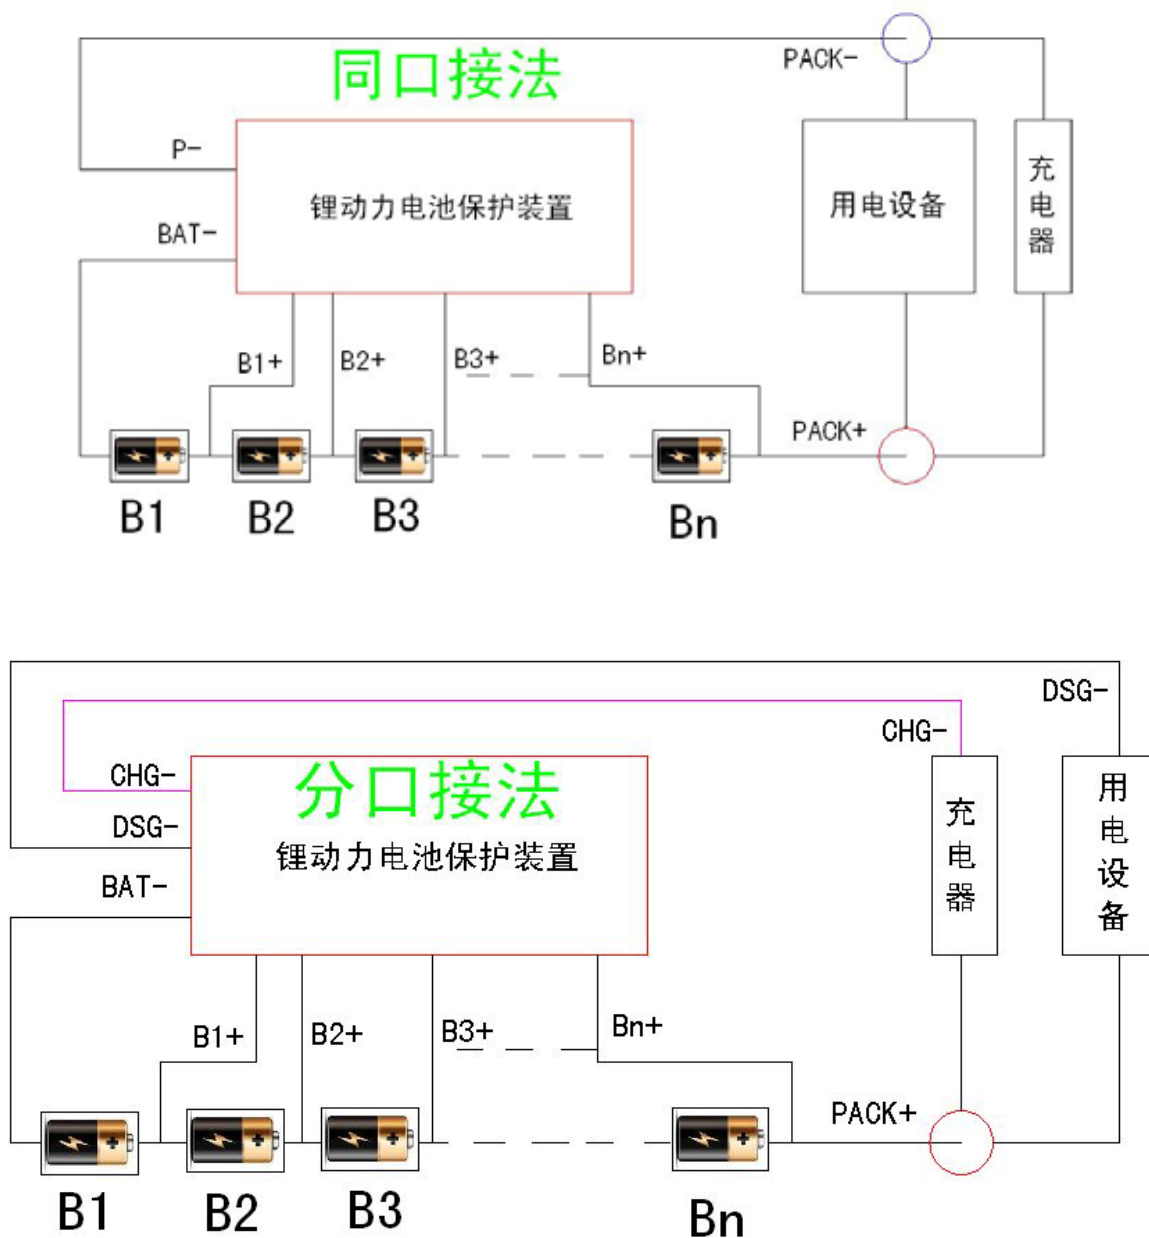 同口接法
PACK-
P-
锂动力电池保护装置
用电设备
充电器
BAT-
B1+
B2+
B3+
Bn+
PACK+
B1
B2
B3
Bn
DSG-
CHG-
CHG-
分口接法
DSG-
锂动力电池保护装置
充电器
用电设备
BAT-
B1+
B2+
B3+
Bn+
PACK+
B1
B2
B3
Bn